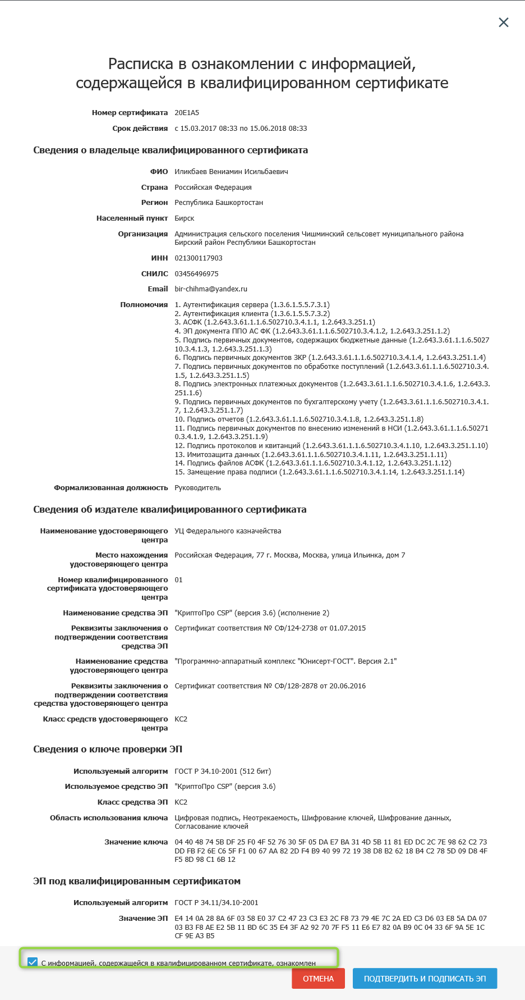 Расписка в ознакомлении с информацией,
содержащейся в квалифицированном сертификате
Номер сертификата 20E1A5
Срок действия с 15.03.2017 08:33 по 15.06.2018 08:33
Сведения о владельце квалифицированного сертификата
ФИО Иликбаев Вениамин Исильбаевич
Страна Российская Федерация
Регион Республика Башкортостан
Населенный пункт Бирск
Организация Администрация сельского поселения Чишминский сельсовет муниципального района
Бирский район Республики Башкортостан
ИНН 021300117903
СНИЛС 03456496975
Email bir-chihma@yandex.ru
Полномочия 1. Аутентификация сервера (1.3.6.1.5.5.7.3.1)
2. Аутентификация клиента (1.3.6.1.5.5.7.3.2)
3. АСФК (1.2.643.3.61.1.1.6.502710.3.4.1.1, 1.2.643.3.251.1)
4. ЭП документа ППО АС ФК (1.2.643.3.61.1.1.6.502710.3.4.1.2, 1.2.643.3.251.1.2)
5. Подпись первичных документов, содержащих бюджетные данные (1.2.643.3.61.1.1.6.5027
10.3.4.1.3, 1.2.643.3.251.1.3)
6. Подпись первичных документов ЗКР (1.2.643.3.61.1.1.6.502710.3.4.1.4, 1.2.643.3.251.1.4)
7. Подпись первичных документов по обработке поступлений (1.2.643.3.61.1.1.6.502710.3.4.
1.5, 1.2.643.3.251.1.5)
8. Подпись электронных платежных документов (1.2.643.3.61.1.1.6.502710.3.4.1.6, 1.2.643.3.
251.1.6)
9. Подпись первичных документов по бухгалтерскому учету (1.2.643.3.61.1.1.6.502710.3.4.1.
7, 1.2.643.3.251.1.7)
10. Подпись отчетов (1.2.643.3.61.1.1.6.502710.3.4.1.8, 1.2.643.3.251.1.8)
11. Подпись первичных документов по внесению изменений в НСИ (1.2.643.3.61.1.1.6.50271
0.3.4.1.9, 1.2.643.3.251.1.9)
12. Подпись протоколов и квитанций (1.2.643.3.61.1.1.6.502710.3.4.1.10, 1.2.643.3.251.1.10)
13. Имитозащита данных (1.2.643.3.61.1.1.6.502710.3.4.1.11, 1.2.643.3.251.1.11)
14. Подпись файлов АСФК (1.2.643.3.61.1.1.6.502710.3.4.1.12, 1.2.643.3.251.1.12)
15. Замещение права подписи (1.2.643.3.61.1.1.6.502710.3.4.1.14, 1.2.643.3.251.1.14)
Формализованная должность Руководитель
Сведения об издателе квалифицированного сертификата
Наименование удостоверяющего УЦ Федерального казначейства
центра
Место нахождения Российская Федерация, 77 г. Москва, Москва, улица Ильинка, дом 7
удостоверяющего центра
Номер квалифицированного 01
сертификата удостоверяющего
центра
Наименование средства ЭП "КриптоПро CSP" (версия 3.6) (исполнение 2)
Реквизиты заключения о Сертификат соответствия № СФ/124-2738 от 01.07.2015
подтверждении соответствия
средства ЭП
Наименование средства "Программно-аппаратный комплекс "Юнисерт-ГОСТ". Версия 2.1"
удостоверяющего центра
Реквизиты заключения о Сертификат соответствия № СФ/128-2878 от 20.06.2016
подтверждении соответствия
средства удостоверяющего центра
Класс средств удостоверяющего КС2
центра
Сведения о ключе проверки ЭП
Используемый алгоритм ГОСТ Р 34.10-2001 (512 бит)
Используемое средство ЭП "КриптоПро CSP" (версия 3.6)
Класс средства ЭП КС2
Область использования ключа Цифровая подпись, Неотрекаемость, Шифрование ключей, Шифрование данных,
Согласование ключей
Значение ключа 04 40 48 74 5B DF 25 F0 4F 52 76 30 5F 05 DA E7 BA 31 4D 5B 11 81 ED DC 2C 7E 98 62 C2 73
DD FB F2 6E C6 5F F1 00 67 AA 82 2D F4 B9 40 99 72 19 38 D8 B2 62 18 B4 C2 78 5D 09 D8 4F
F5 8D 98 C1 6B 12
ЭП под квалифицированным сертификатом
Используемый алгоритм ГОСТ Р 34.11/34.10-2001
Значение ЭП E4 14 0A 28 8A 6F 03 58 E0 37 C2 47 23 C3 E3 2C F8 73 79 4E 7C 2A ED C3 D6 03 E8 5A DA 07
03 B3 F8 AE E2 5B 11 BD 6C 35 E4 3F A2 92 70 7F F5 11 E6 E7 82 0A B9 0C 04 33 6F 9A 5E 1C
CF 9E A3 B5
С информацией, содержащейся в квалифицированном сертификате, ознакомлен
ОТМЕНА ПОДТВЕРДИТЬ И ПОДПИСАТЬ ЭП